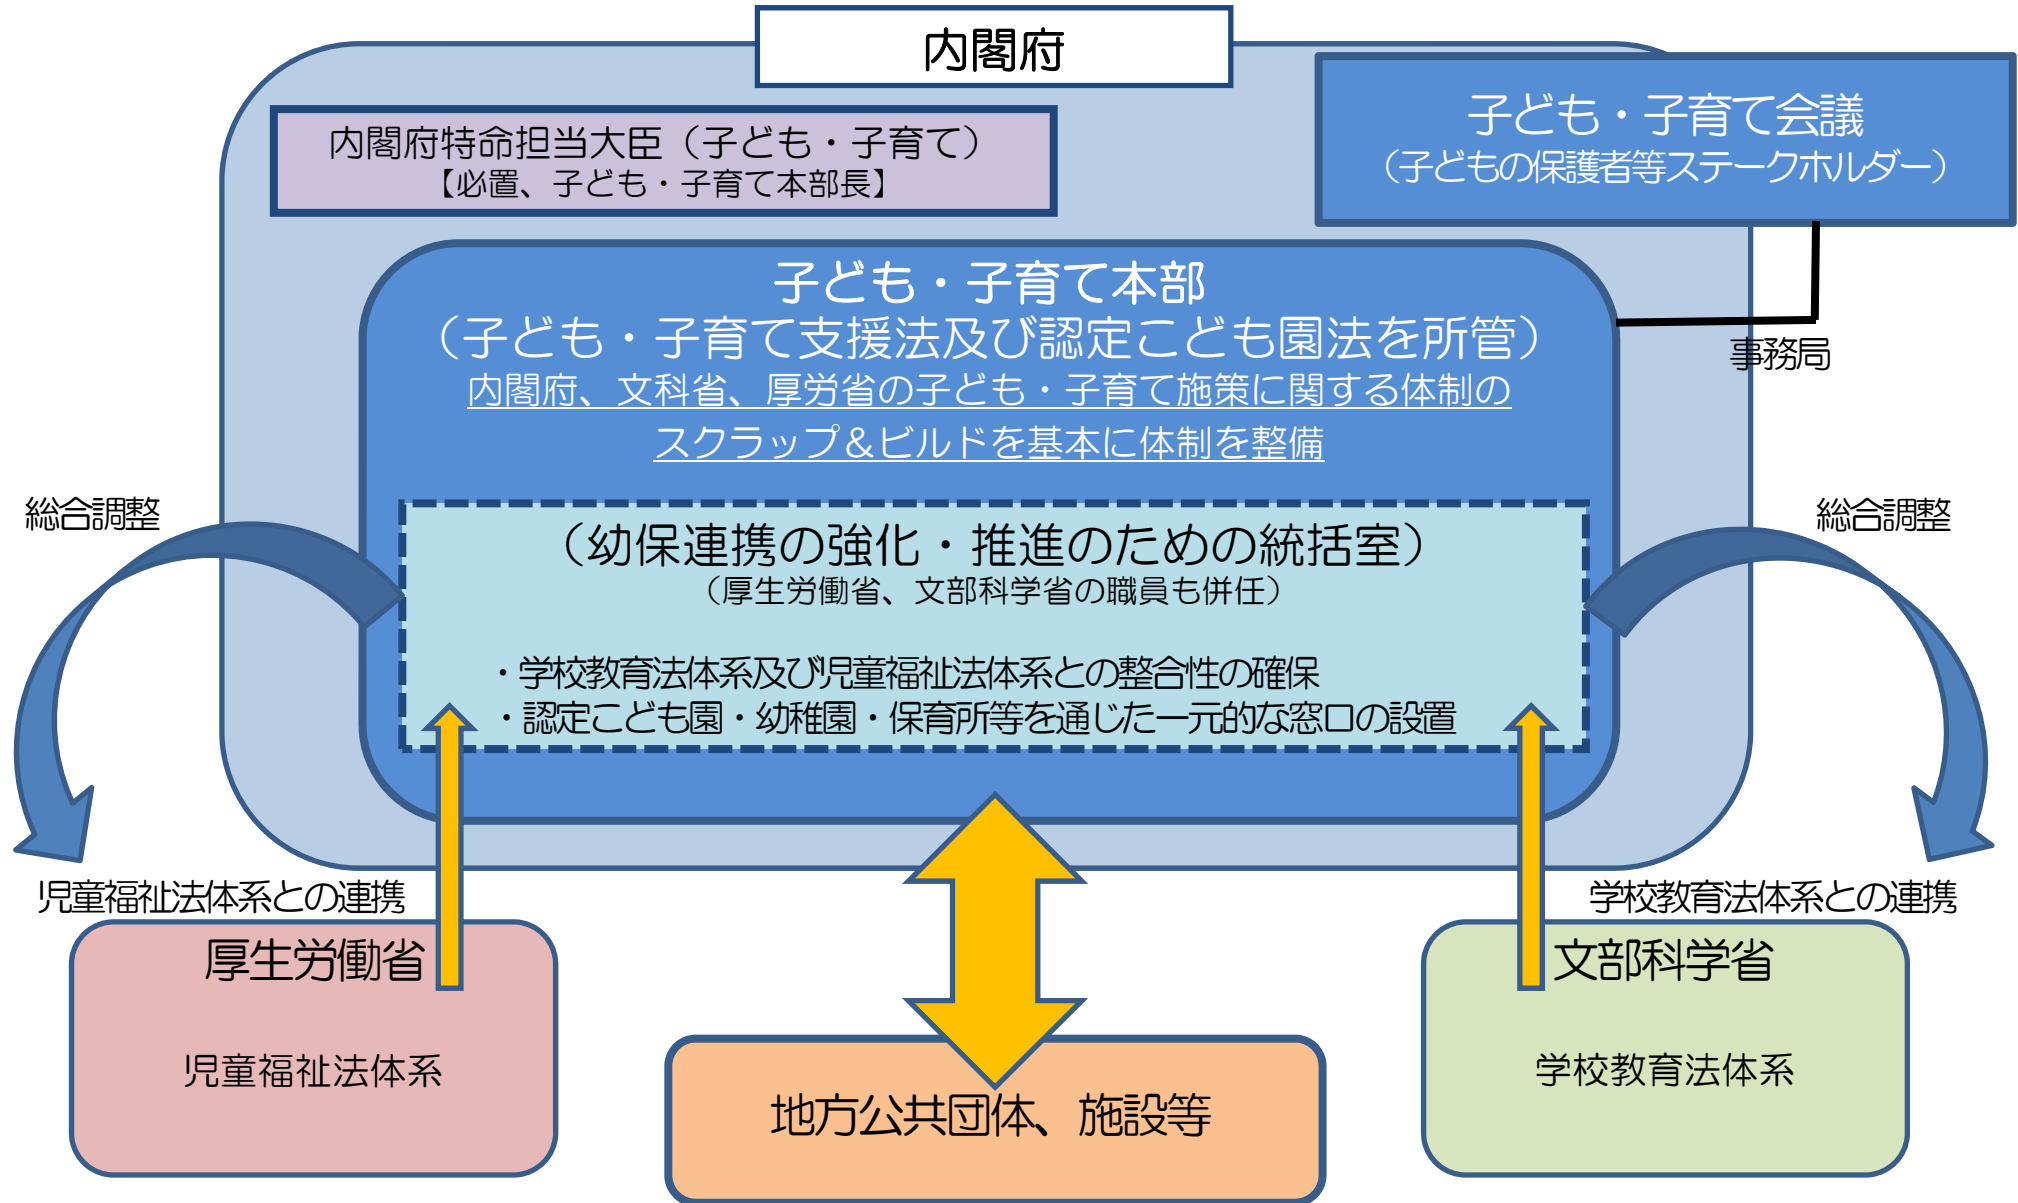 内閣府
内閣府特命担当大臣（子ども・子育て）
【必置、子ども・子育て本部長】
子ども・子育て会議
（子どもの保護者等ステークホルダー）
事務局
子ども・子育て本部
（子ども・子育て支援法及び認定こども園法を所管）
内閣府、文科省、厚労省の子ども・子育て施策に関する体制の
スクラップ＆ビルドを基本に体制を整備
総合調整
総合調整
（幼保連携の強化・推進のための統括室）
（厚生労働省、文部科学省の職員も併任）
・学校教育法体系及び児童福祉法体系との整合性の確保
・認定こども園・幼稚園・保育所等を通じた一元的な窓口の設置
児童福祉法体系との連携
学校教育法体系との連携
厚生労働省
児童福祉法体系
文部科学省
学校教育法体系
地方公共団体、施設等